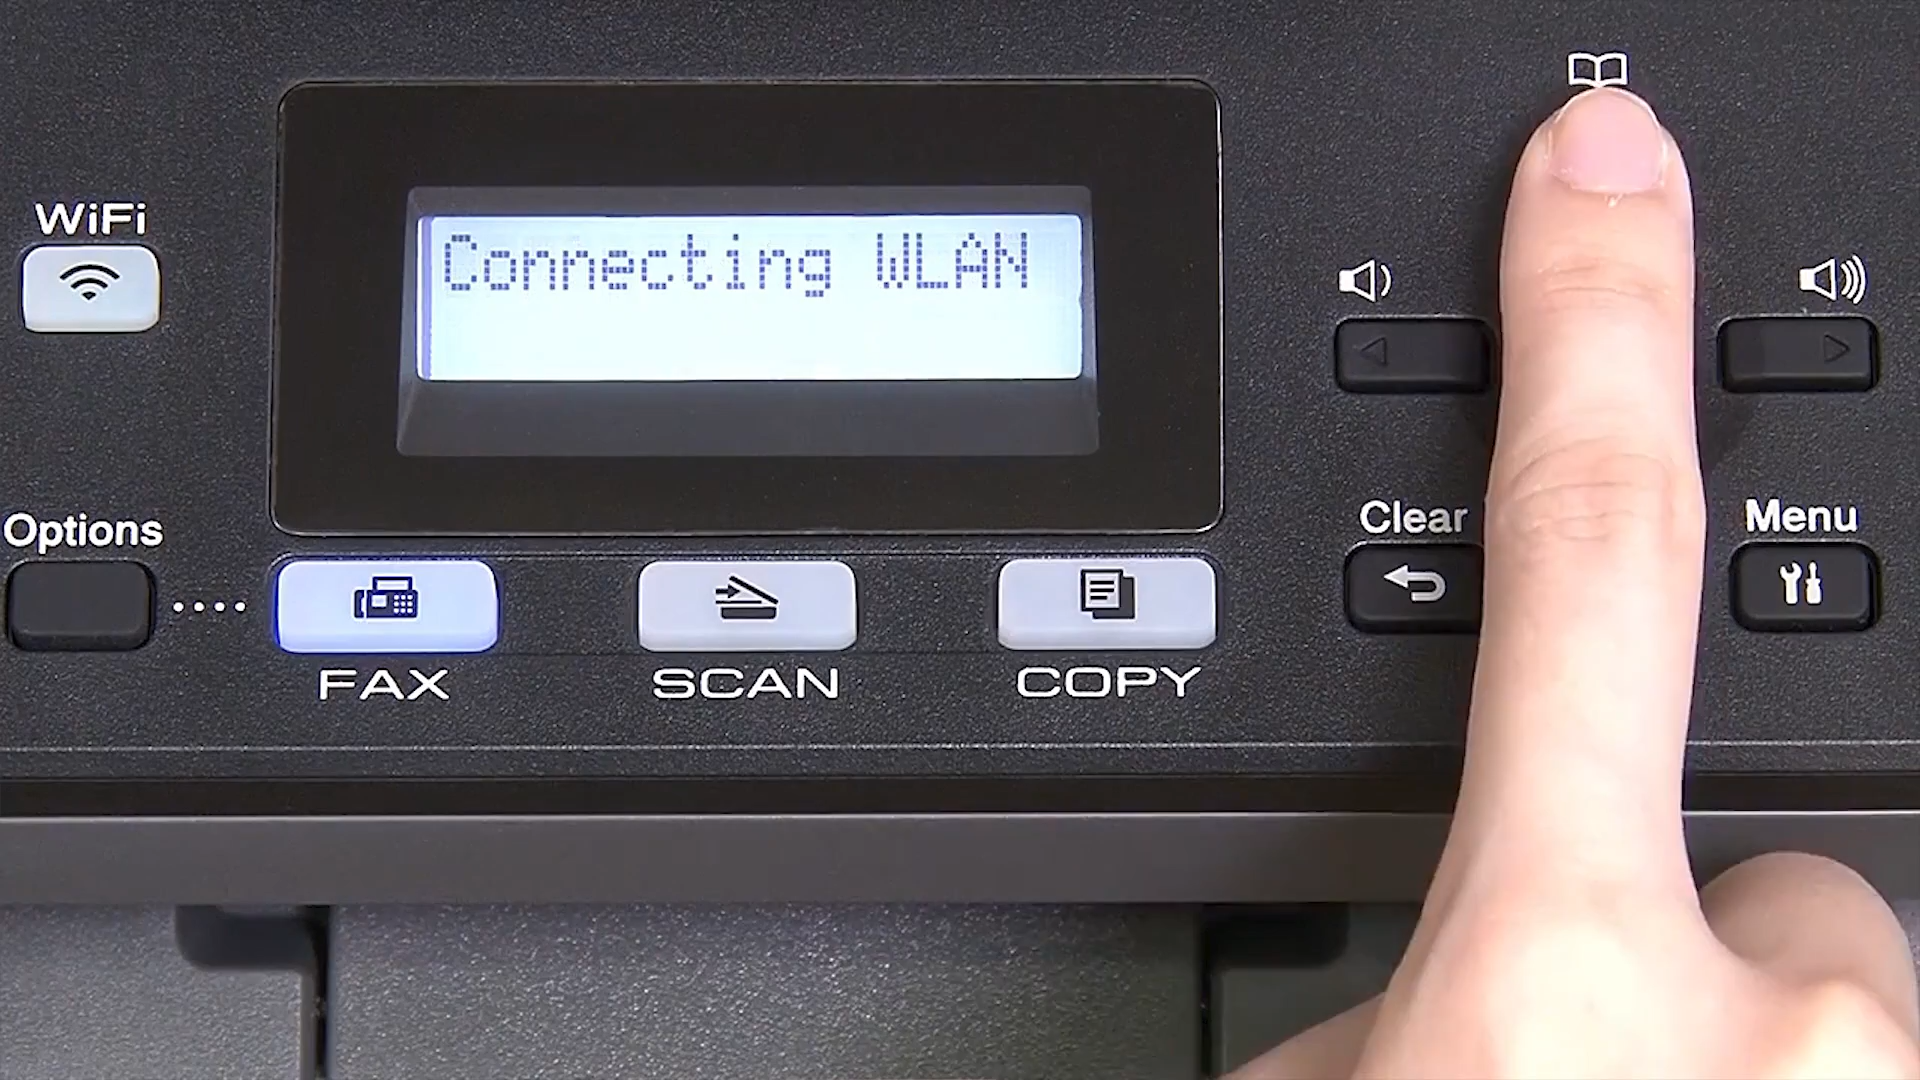 WiFi
Connecting WLAN
Options
Clear
Menu
FAX
SCAN
COPY